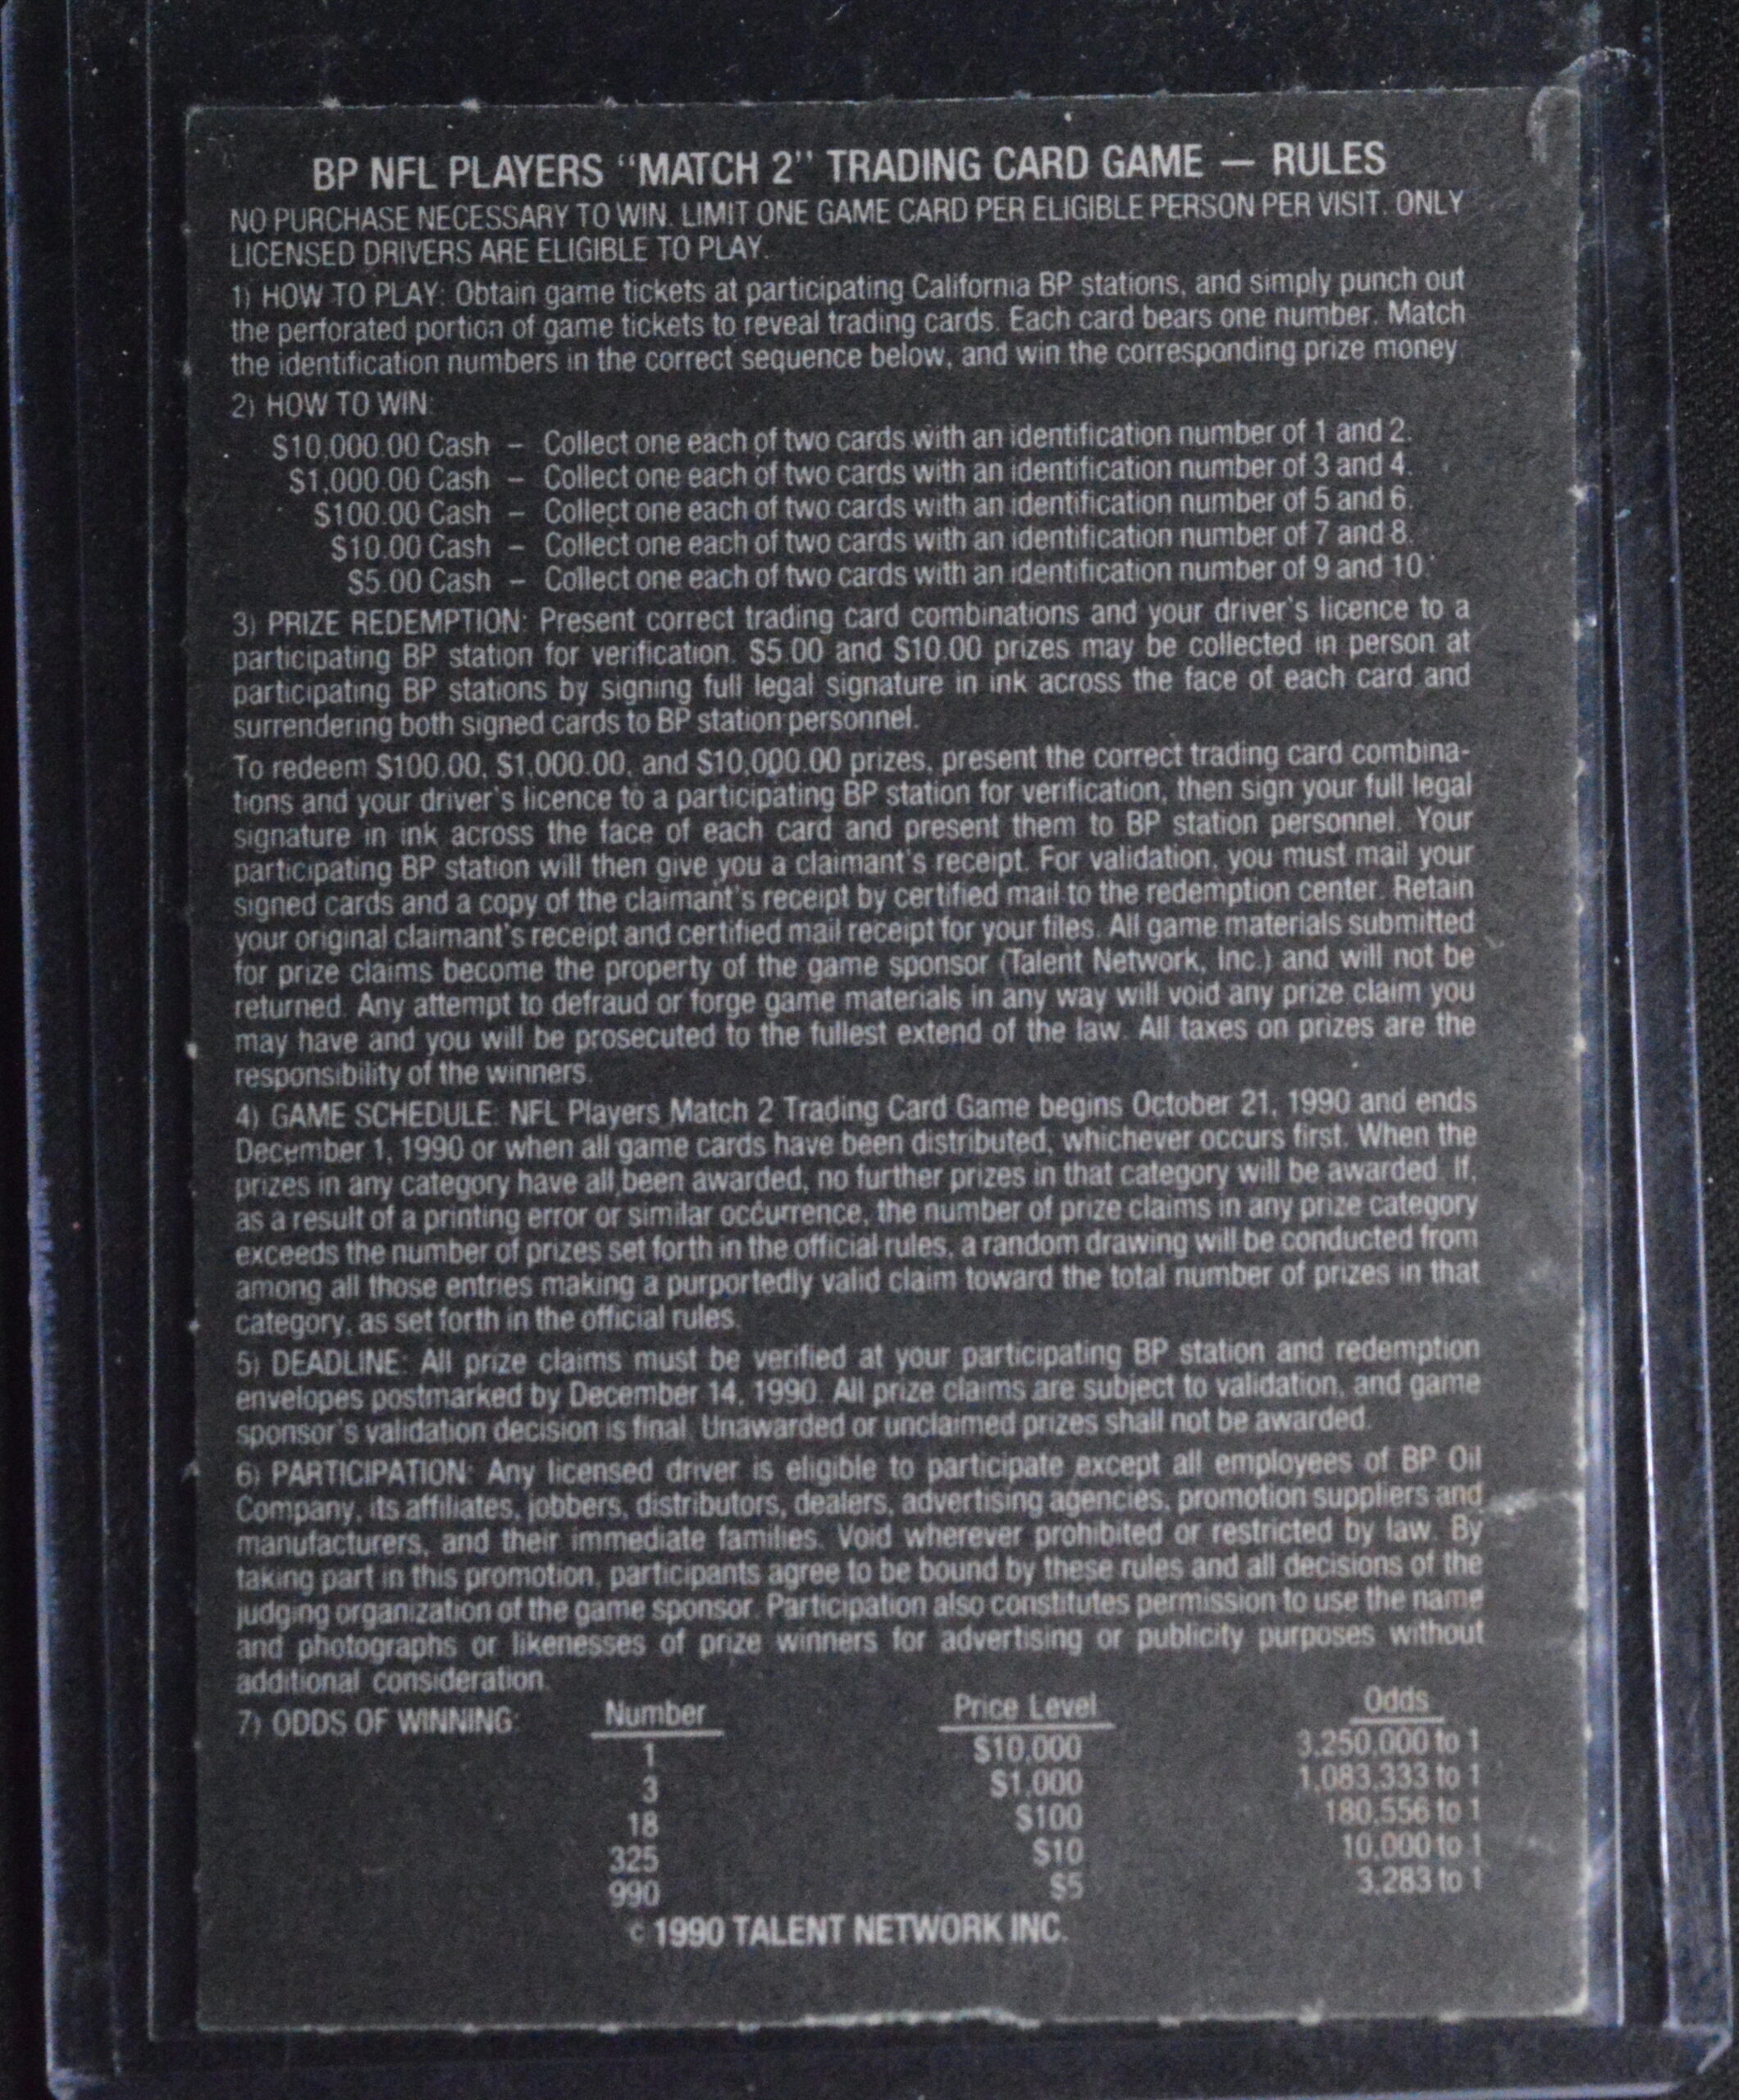 BP NFL PLAYERS “MATCH 2” TRADING CARD GAME — RULES
NO PURCHASE NECESSARY TO WIN. LIMIT ONE GAME CARD PER ELIGIBLE PERSON PER VISIT. ONLY
LICENSED DRIVERS ARE ELIGIBLE TO PLAY.
1) HOW TO PLAY: Obtain game tickets at participating California BP stations, and simply punch out
the perforated portion of game tickets to reveal trading cards. Each card bears one number. Match
the identification numbers in the correct sequence below, and win the corresponding prize money
2) HOW TO WIN:
$10,000.00 Cash – Collect one each of two cards with an identification number of 1 and 2.
$1,000.00 Cash – Collect one each of two cards with an identification number of 3 and 4.
$100.00 Cash – Collect one each of two cards with an identification number of 5 and 6.
$10.00 Cash – Collect one each of two cards with an identification number of 7 and 8.
$5.00 Cash – Collect one each of two cards with an identification number of 9 and 10.
3) PRIZE REDEMPTION: Present correct trading card combinations and your driver's licence to a
participating BP station for verification. $5.00 and $10.00 prizes may be collected in person at
participating BP stations by signing full legal signature in ink across the face of each card and
surrendering both signed cards to BP station personnel.
To redeem $100.00, $1,000.00, and $10,000.00 prizes, present the correct trading card combina-
tions and your driver's licence to a participating BP station for verification, then sign your full legal
signature in ink across the face of each card and present them to BP station personnel. Your
participating BP station will then give you a claimant's receipt. For validation, you must mail your
signed cards and a copy of the claimant's receipt by certified mail to the redemption center. Retain
your original claimant's receipt and certified mail receipt for your files. All game materials submitted
for prize claims become the property of the game sponsor (Talent Network, Inc.) and will not be
returned. Any attempt to defraud or forge game materials in any way will void any prize claim you
may have and you will be prosecuted to the fullest extend of the law. All taxes on prizes are the
responsibility of the winners.
4) GAME SCHEDULE: NFL Players Match 2 Trading Card Game begins October 21, 1990 and ends
December 1, 1990 or when all game cards have been distributed, whichever occurs first. When the
prizes in any category have all been awarded, no further prizes in that category will be awarded. If,
as a result of a printing error or similar occurrence, the number of prize claims in any prize category
exceeds the number of prizes set forth in the official rules, a random drawing will be conducted from
among all those entries making a purportedly valid claim toward the total number of prizes in that
category, as set forth in the official rules.
5) DEADLINE: All prize claims must be verified at your participating BP station and redemption
envelopes postmarked by December 14, 1990. All prize claims are subject to validation, and game
sponsor's validation decision is final. Unawarded or unclaimed prizes shall not be awarded.
6) PARTICIPATION: Any licensed driver is eligible to participate except all employees of BP Oil
Company, its affiliates, jobbers, distributors, dealers, advertising agencies, promotion suppliers and
manufacturers, and their immediate families. Void wherever prohibited or restricted by law. By
taking part in this promotion, participants agree to be bound by these rules and all decisions of the
judging organization of the game sponsor. Participation also constitutes permission to use the name
and photographs or likenesses of prize winners for advertising or publicity purposes without
additional consideration.
7) ODDS OF WINNING: Number Price Level Odds
1 $10,000 3,250,000 to 1
3 $1,000 1,083,333 to 1
18 $100 180,556 to 1
325 $10 10,000 to 1
990 $5 3,283 to 1
© 1990 TALENT NETWORK INC.